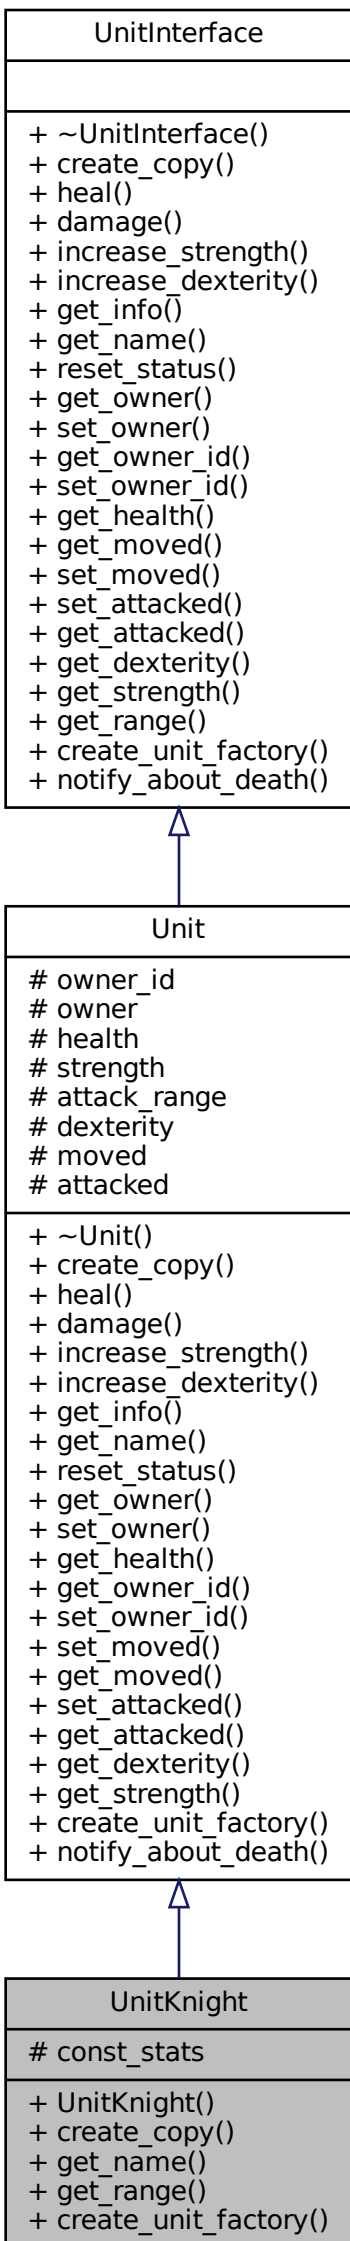 UnitInterface
+ ~UnitInterface()
+ create_copy()
+ heal()
+ damage()
+ increase_strength()
+ increase_dexterity()
+ get_info()
+ get_name()
+ reset_status()
+ get_owner()
+ set_owner()
+ get_owner_id()
+ set_owner_id()
+ get_health()
+ get_moved()
+ set_moved()
+ set_attacked()
+ get_attacked()
+ get_dexterity()
+ get_strength()
+ get_range()
+ create_unit_factory()
+ notify_about_death()
Unit
# owner_id
# owner
# health
# strength
# attack_range
# dexterity
# moved
# attacked
+ ~Unit()
+ create_copy()
+ heal()
+ damage()
+ increase_strength()
+ increase_dexterity()
+ get_info()
+ get_name()
+ reset_status()
+ get_owner()
+ set_owner()
+ get_health()
+ get_owner_id()
+ set_owner_id()
+ set_moved()
+ get_moved()
+ set_attacked()
+ get_attacked()
+ get_dexterity()
+ get_strength()
+ create_unit_factory()
+ notify_about_death()
UnitKnight
# const_stats
+ UnitKnight()
+ create_copy()
+ get_name()
+ get_range()
+ create_unit_factory()